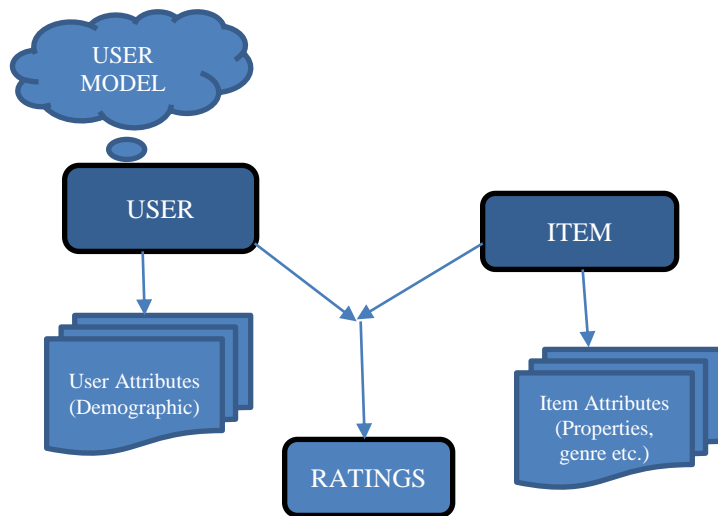 USER
MODEL
USER
ITEM
User Attributes
(Demographic)
Item Attributes
(Properties,
genre etc.)
RATINGS